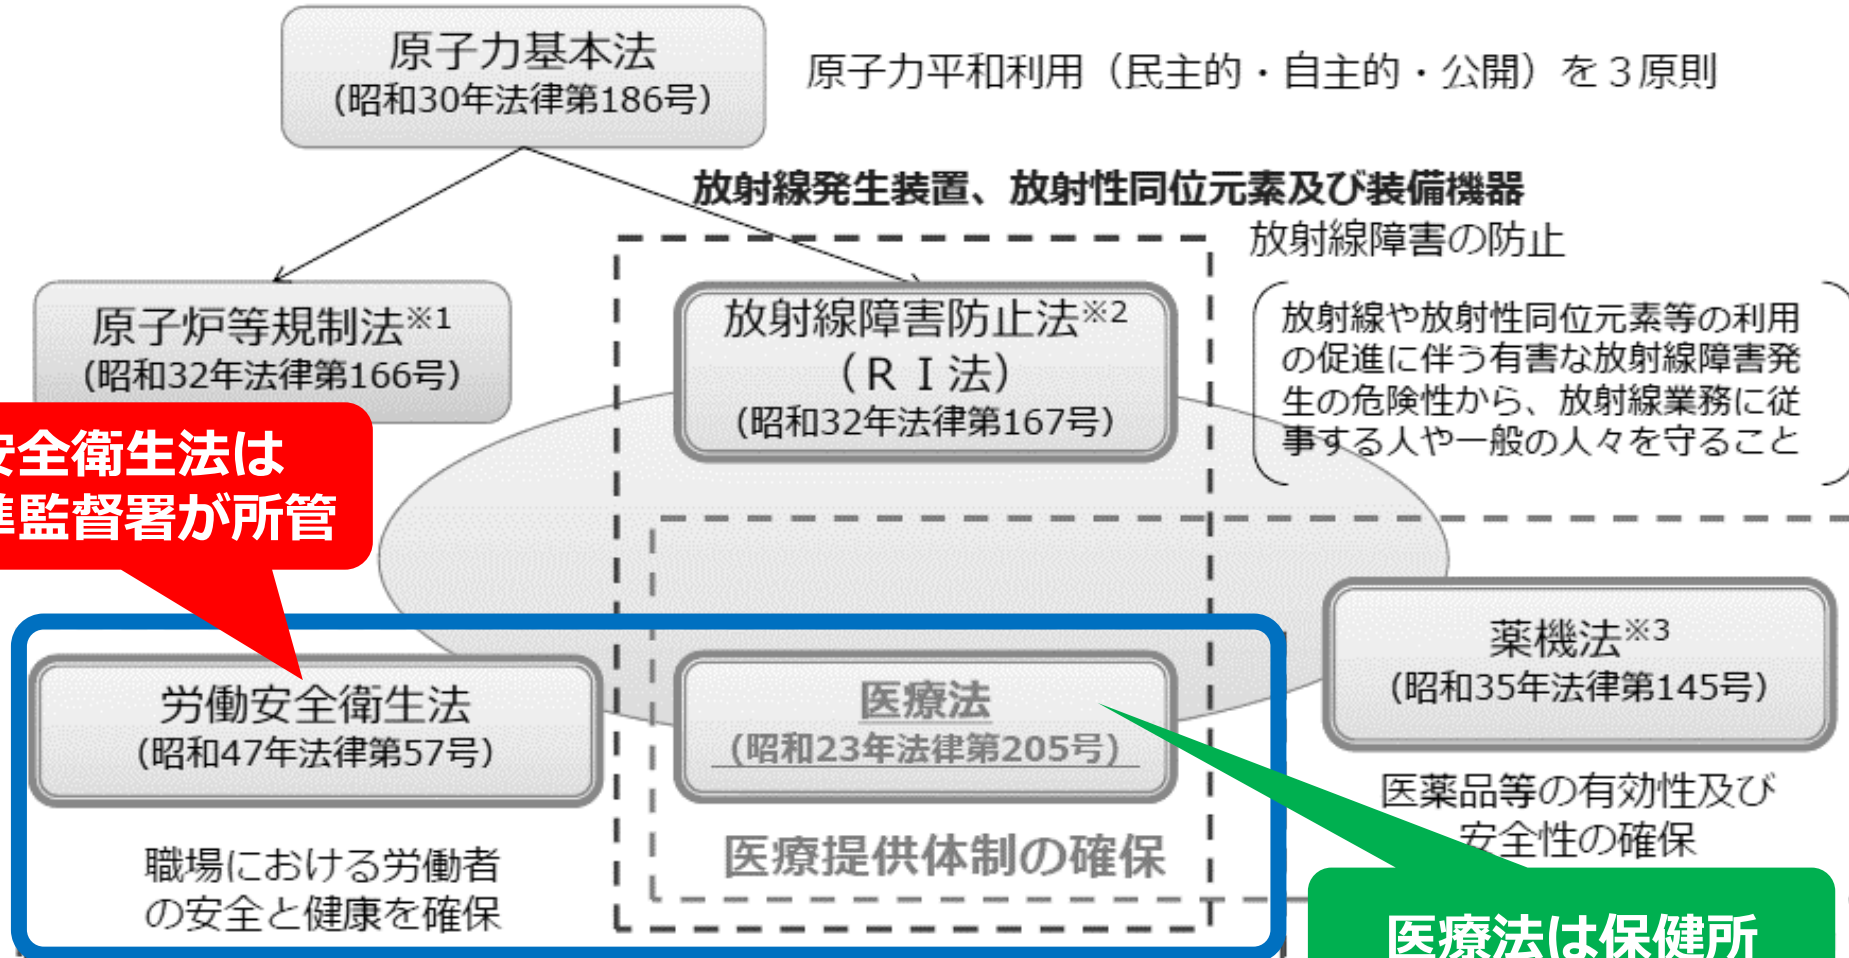 原子力基本法
(昭和30年法律第186号)
原子力平和利用（民主的・自主的・公開）を３原則
放射線発生装置、放射性同位元素及び装備機器
放射線障害の防止
原子炉等規制法※1
(昭和32年法律第166号)
放射線障害防止法※2
（ＲＩ法）
(昭和32年法律第167号)
放射線や放射性同位元素等の利用
の促進に伴う有害な放射線障害発
生の危険性から、放射線業務に従
事する人や一般の人々を守ること
安全衛生法は
準監督署が所管
労働安全衛生法
(昭和47年法律第57号)
職場における労働者
の安全と健康を確保
医療法
(昭和23年法律第205号)
医療提供体制の確保
薬機法※3
(昭和35年法律第145号)
医薬品等の有効性及び
安全性の確保
医療法は保健所